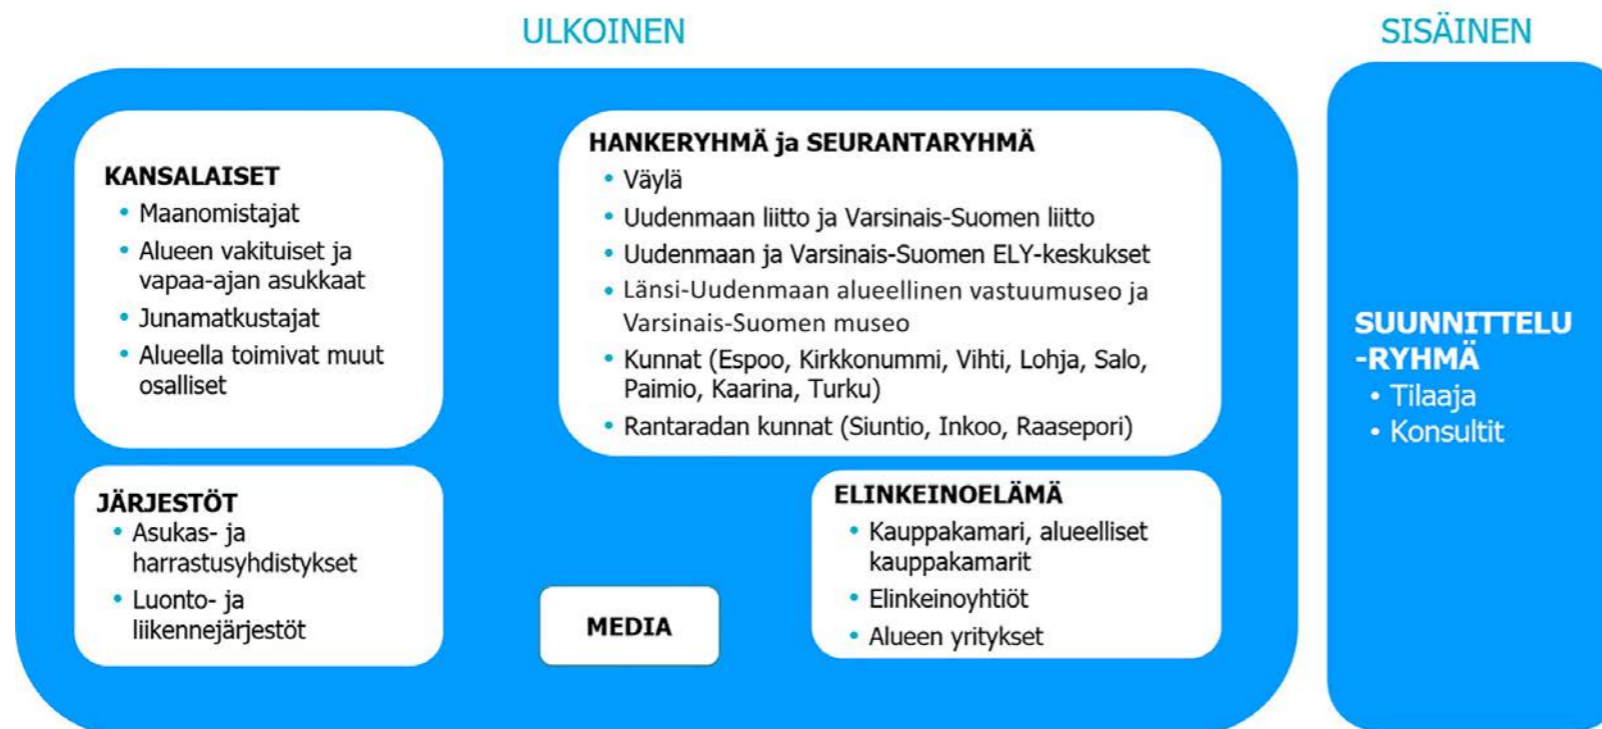 ULKOINEN
SISÄINEN
KANSALAISET
• Maanomistajat
• Alueen vakituiset ja
vapaa-ajan asukkaat
• Junamatkustajat
• Alueella toimivat muut
osalliset
HANKERYHMÄ ja SEURANTARYHMÄ
• Väylä
• Uudenmaan liitto ja Varsinais-Suomen liitto
• Uudenmaan ja Varsinais-Suomen ELY-keskukset
• Länsi-Uudenmaan alueellinen vastuumuseo ja
Varsinais-Suomen museo
• Kunnat (Espoo, Kirkkonummi, Vihti, Lohja, Salo,
Paimio, Kaarina, Turku)
• Rantaradan kunnat (Siuntio, Inkoo, Raasepori)
JÄRJESTÖT
• Asukas- ja
harrastusyhdistykset
• Luonto- ja
liikennejärjestöt
MEDIA
ELINKEINOELÄMÄ
• Kauppakamari, alueelliset
kauppakamarit
• Elinkeinoyhtiöt
• Alueen yritykset
SUUNNITTELU
-RYHMÄ
• Tilaaja
• Konsultit